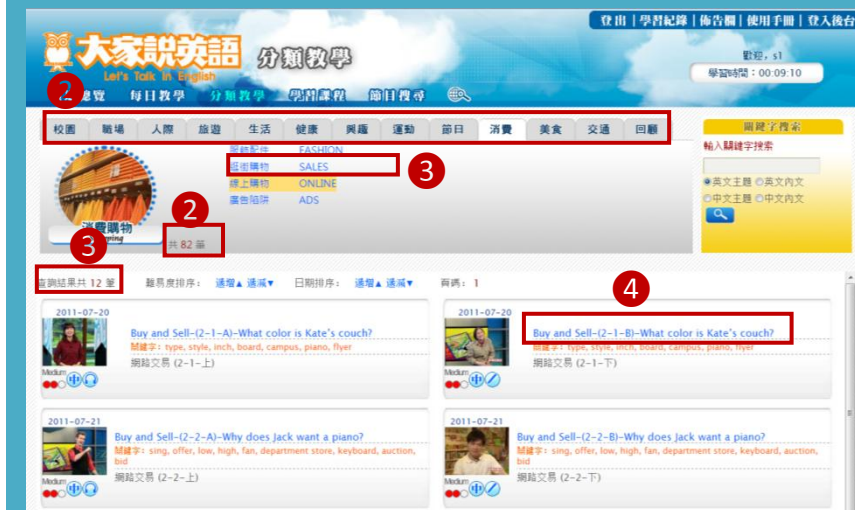 登出 | 學習紀錄 | 佈告欄 | 使用手冊 | 登入後台
大家說英語 分類教學
Let's Talk In English
歡迎，s1
學習時間：00:09:10
2
總覽 每日教學 分類教學 學習課程 節目搜尋
校園 職場 人際 旅遊 生活 健康 興趣 運動 節日 消費 美食 交通 回顧
關鍵字搜索
輸入關鍵字搜索
英文主題 英文內文
中文主題 中文內文
服飾配件 FASHION
逛街購物 SALES
3
線上購物 ONLINE
廣告陷阱 ADS
消費購物
2
共 82 筆
3
查詢結果共 12 筆 難易度排序： 遞增▲ 遞減▼ 日期排序： 遞增▲ 遞減▼ 頁碼： 1
4
2011-07-20
Buy and Sell-(2-1-A)-What color is Kate's couch?
關鍵字: type, style, inch, board, campus, piano, flyer
網路交易 (2-1-上)
Medium
中
2011-07-20
Buy and Sell-(2-1-B)-What color is Kate's couch?
關鍵字: type, style, inch, board, campus, piano, flyer
網路交易 (2-1-下)
Medium
中
2011-07-21
Buy and Sell-(2-2-A)-Why does Jack want a piano?
關鍵字: sing, offer, low, high, fan, department store, keyboard, auction,
bid
網路交易 (2-2-上)
Medium
中
2011-07-21
Buy and Sell-(2-2-B)-Why does Jack want a piano?
關鍵字: sing, offer, low, high, fan, department store, keyboard, auction,
bid
網路交易 (2-2-下)
Medium
中